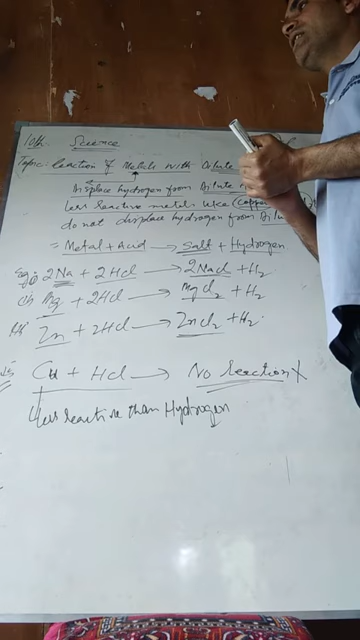 10th Science
Topic: Reaction of Metals with Dilute
Displace hydrogen from Dilute
less reactive metals like (copper
do not displace hydrogen from Dil
= Metal + Acid → Salt + Hydrogen
Eg: (i) 2Na + 2HCl → 2NaCl + H2
(ii) Mg + 2HCl → MgCl2 + H2
(iii) Zn + 2HCl → ZnCl2 + H2
Cu + HCl → No reaction X
less reactive than Hydrogen